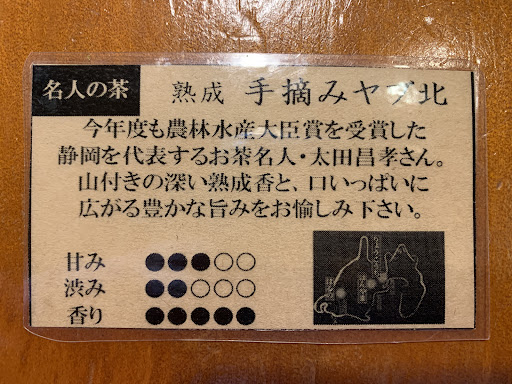 名人の茶
熟成 手摘みヤブ北
今年度も農林水産大臣賞を受賞した
静岡を代表するお茶名人・太田昌孝さん。
山付きの深い熟成香と、口いっぱいに
広がる豊かな旨みをお愉しみ下さい。
甘み ●●●○○
渋み ●●○○○
香り ●●●●●